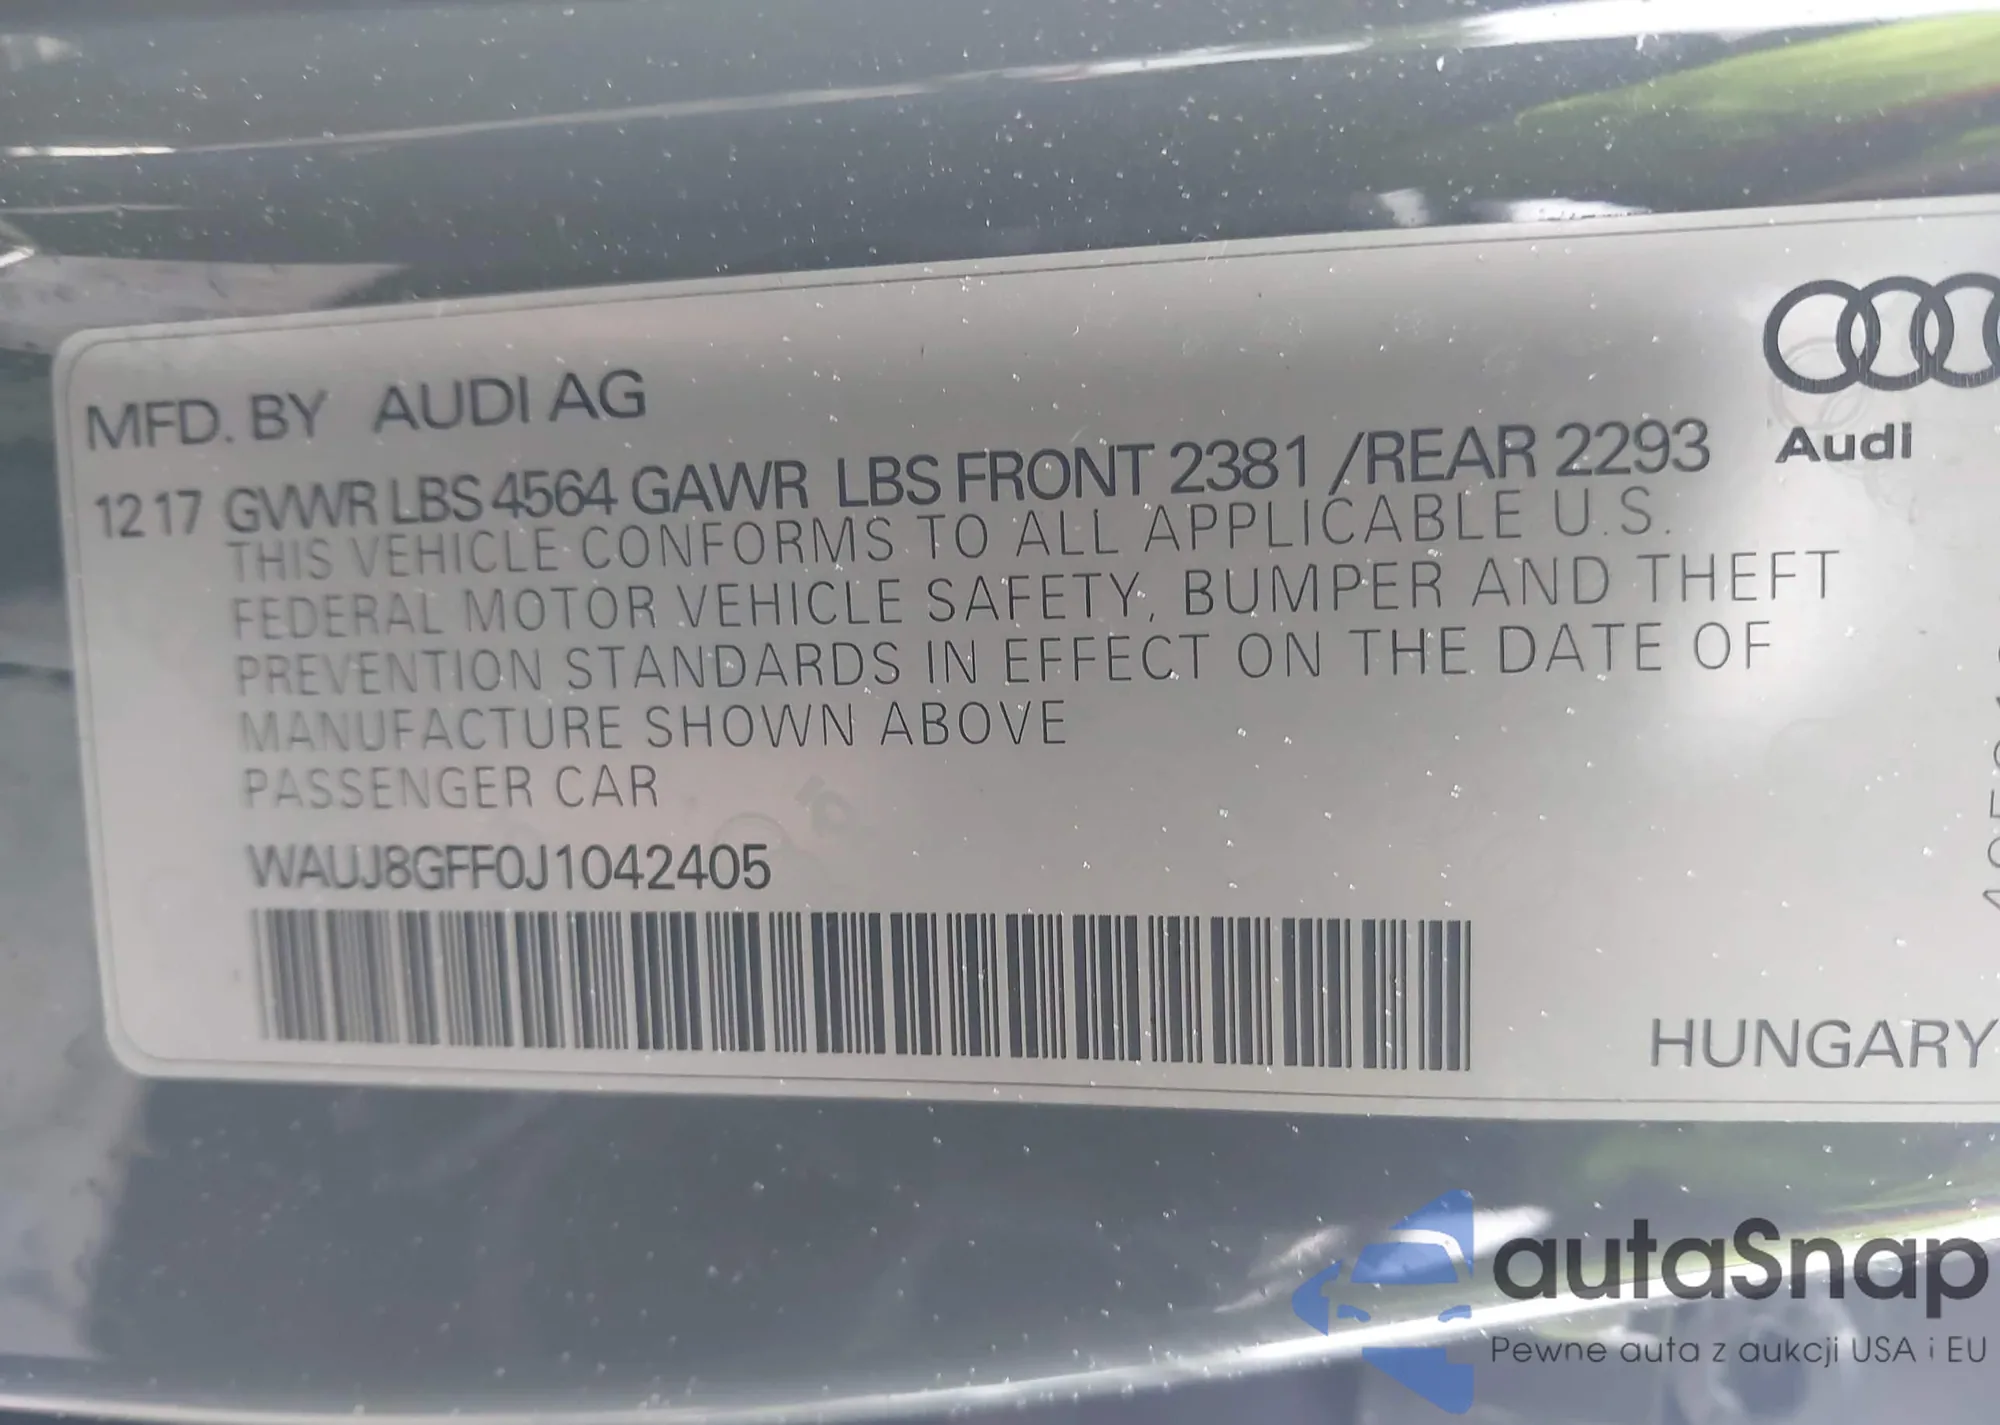 MFD. BY AUDI AG
12 17 GVWR LBS 4564 GAWR LBS FRONT 2381 /REAR 2293
THIS VEHICLE CONFORMS TO ALL APPLICABLE U.S.
FEDERAL MOTOR VEHICLE SAFETY, BUMPER AND THEFT
PREVENTION STANDARDS IN EFFECT ON THE DATE OF
MANUFACTURE SHOWN ABOVE
PASSENGER CAR
WAUJ8GFF0J1042405
Audi
HUNGARY
autaSnap
Pewne auta z aukcji USA i EU